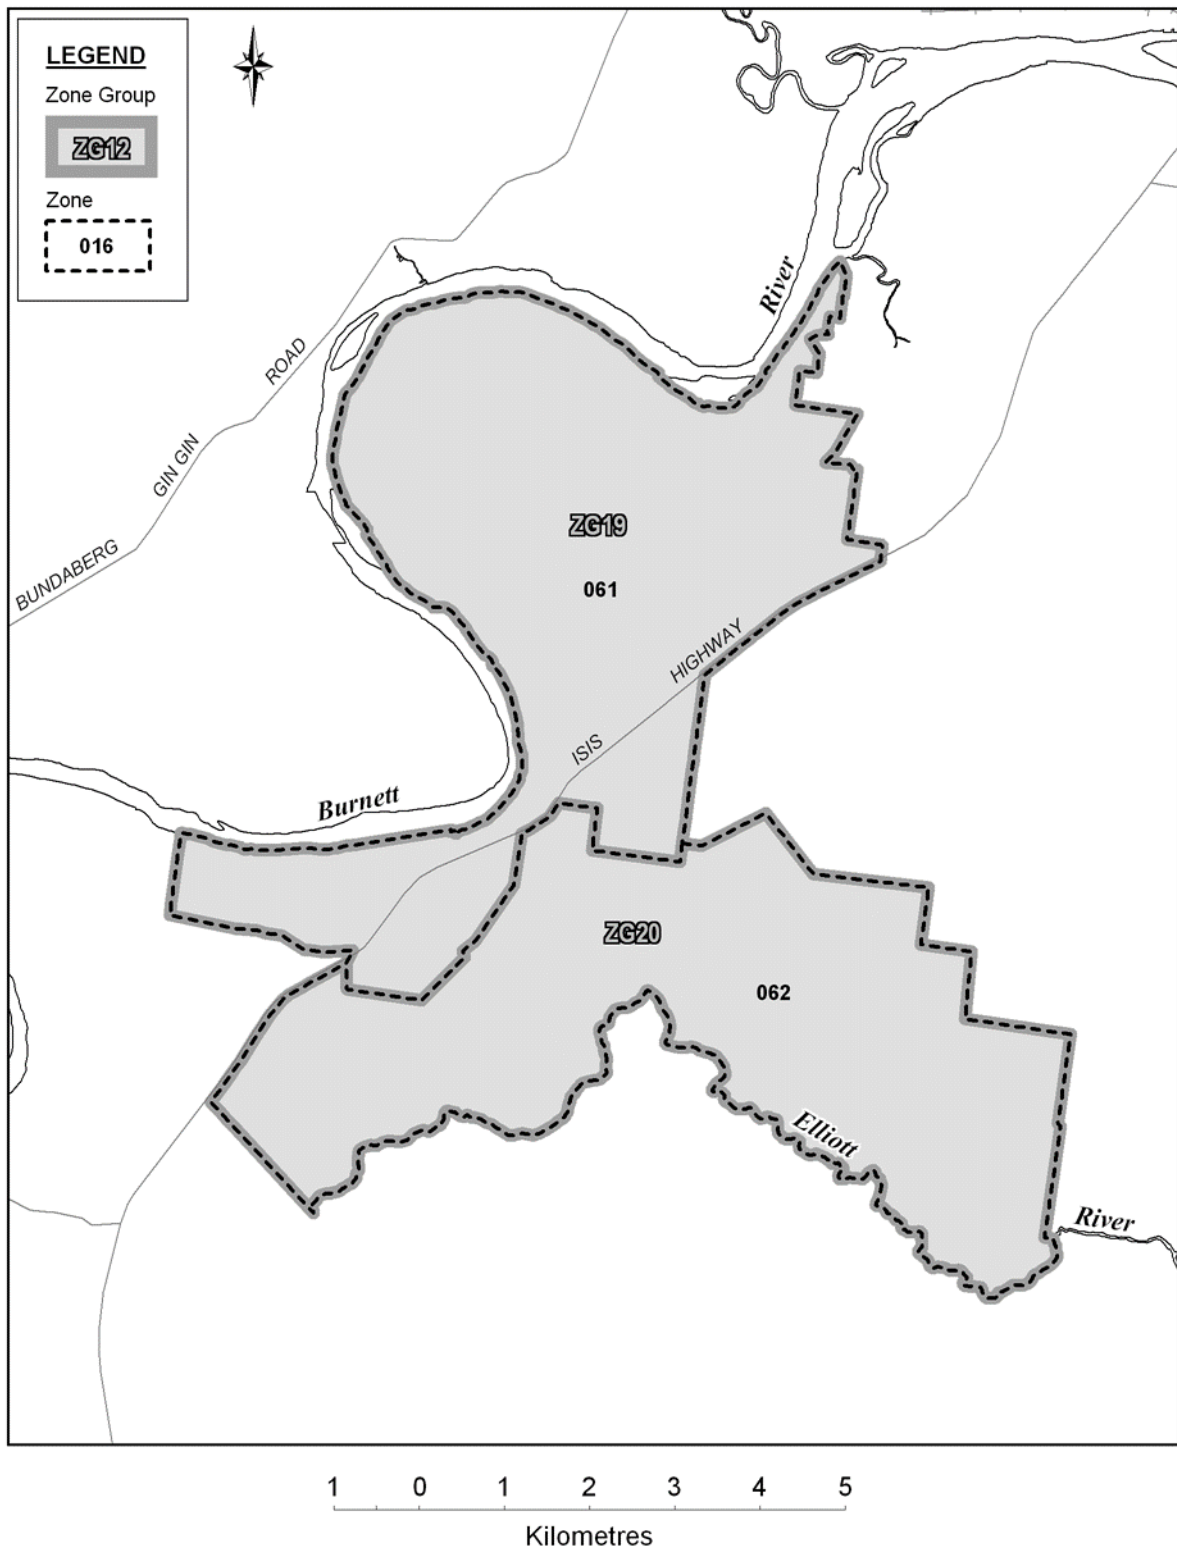 LEGEND
Zone Group
ZG12
Zone
016
River
ROAD
GIN GIN
BUNDABERG
ZG19
061
HIGHWAY
ISIS
Burnett
ZG20
062
Elliott
River
1 0 1 2 3 4 5
Kilometres